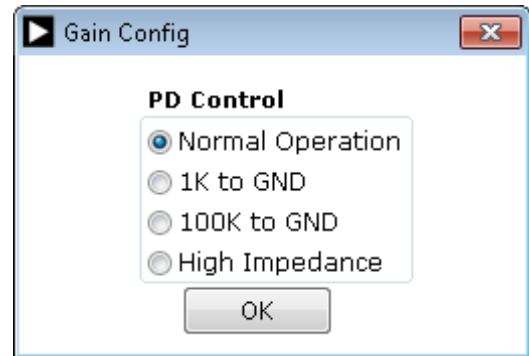 Gain Config
PD Control
Normal Operation
1K to GND
100K to GND
High Impedance
OK